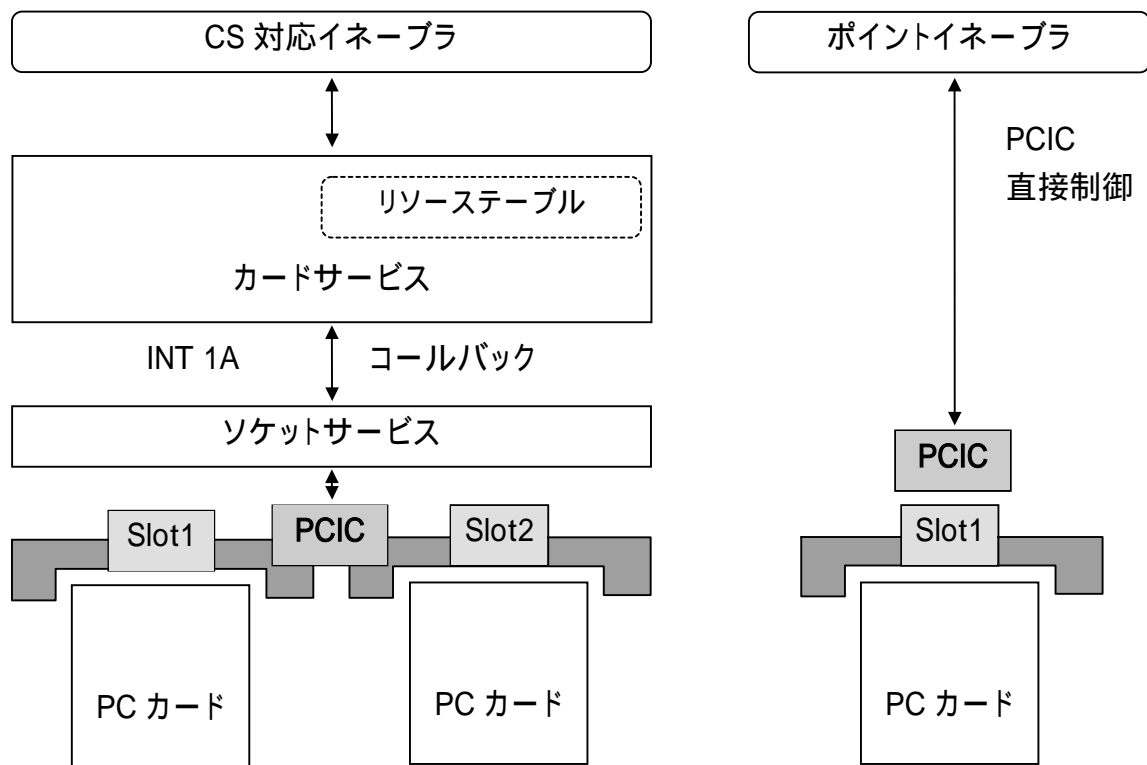 CS 対応イネーブラ
リソーステーブル
カードサービス
INT 1A
コールバック
ソケットサービス
Slot1
PCIC
Slot2
PC カード
PC カード
ポイントイネーブラ
PCIC
直接制御
PCIC
Slot1
PC カード